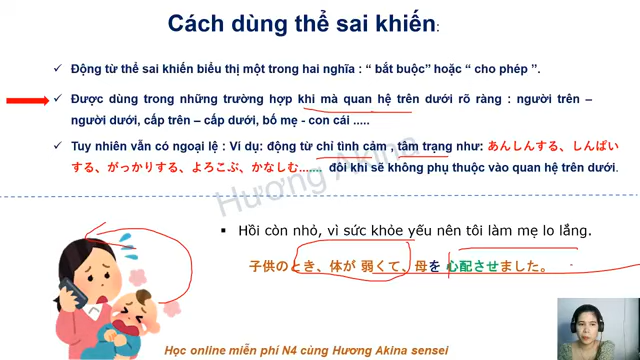 Cách dùng thể sai khiến:
✓ Động từ thể sai khiến biểu thị một trong hai nghĩa : “ bắt buộc” hoặc “ cho phép ”.
✓ Được dùng trong những trường hợp khi mà quan hệ trên dưới rõ ràng : người trên –
người dưới, cấp trên – cấp dưới, bố mẹ - con cái .....
✓ Tuy nhiên vẫn có ngoại lệ : Ví dụ: động từ chỉ tình cảm , tâm trạng như: あんしんする、しんぱい
する、がっかりする、よろこぶ、かなしむ....... đôi khi sẽ không phụ thuộc vào quan hệ trên dưới.
Hương Akina
▪ Hồi còn nhỏ, vì sức khỏe yếu nên tôi làm mẹ lo lắng.
子供のとき、体が 弱くて、母を 心配させました。
Học online miễn phí N4 cùng Hương Akina sensei